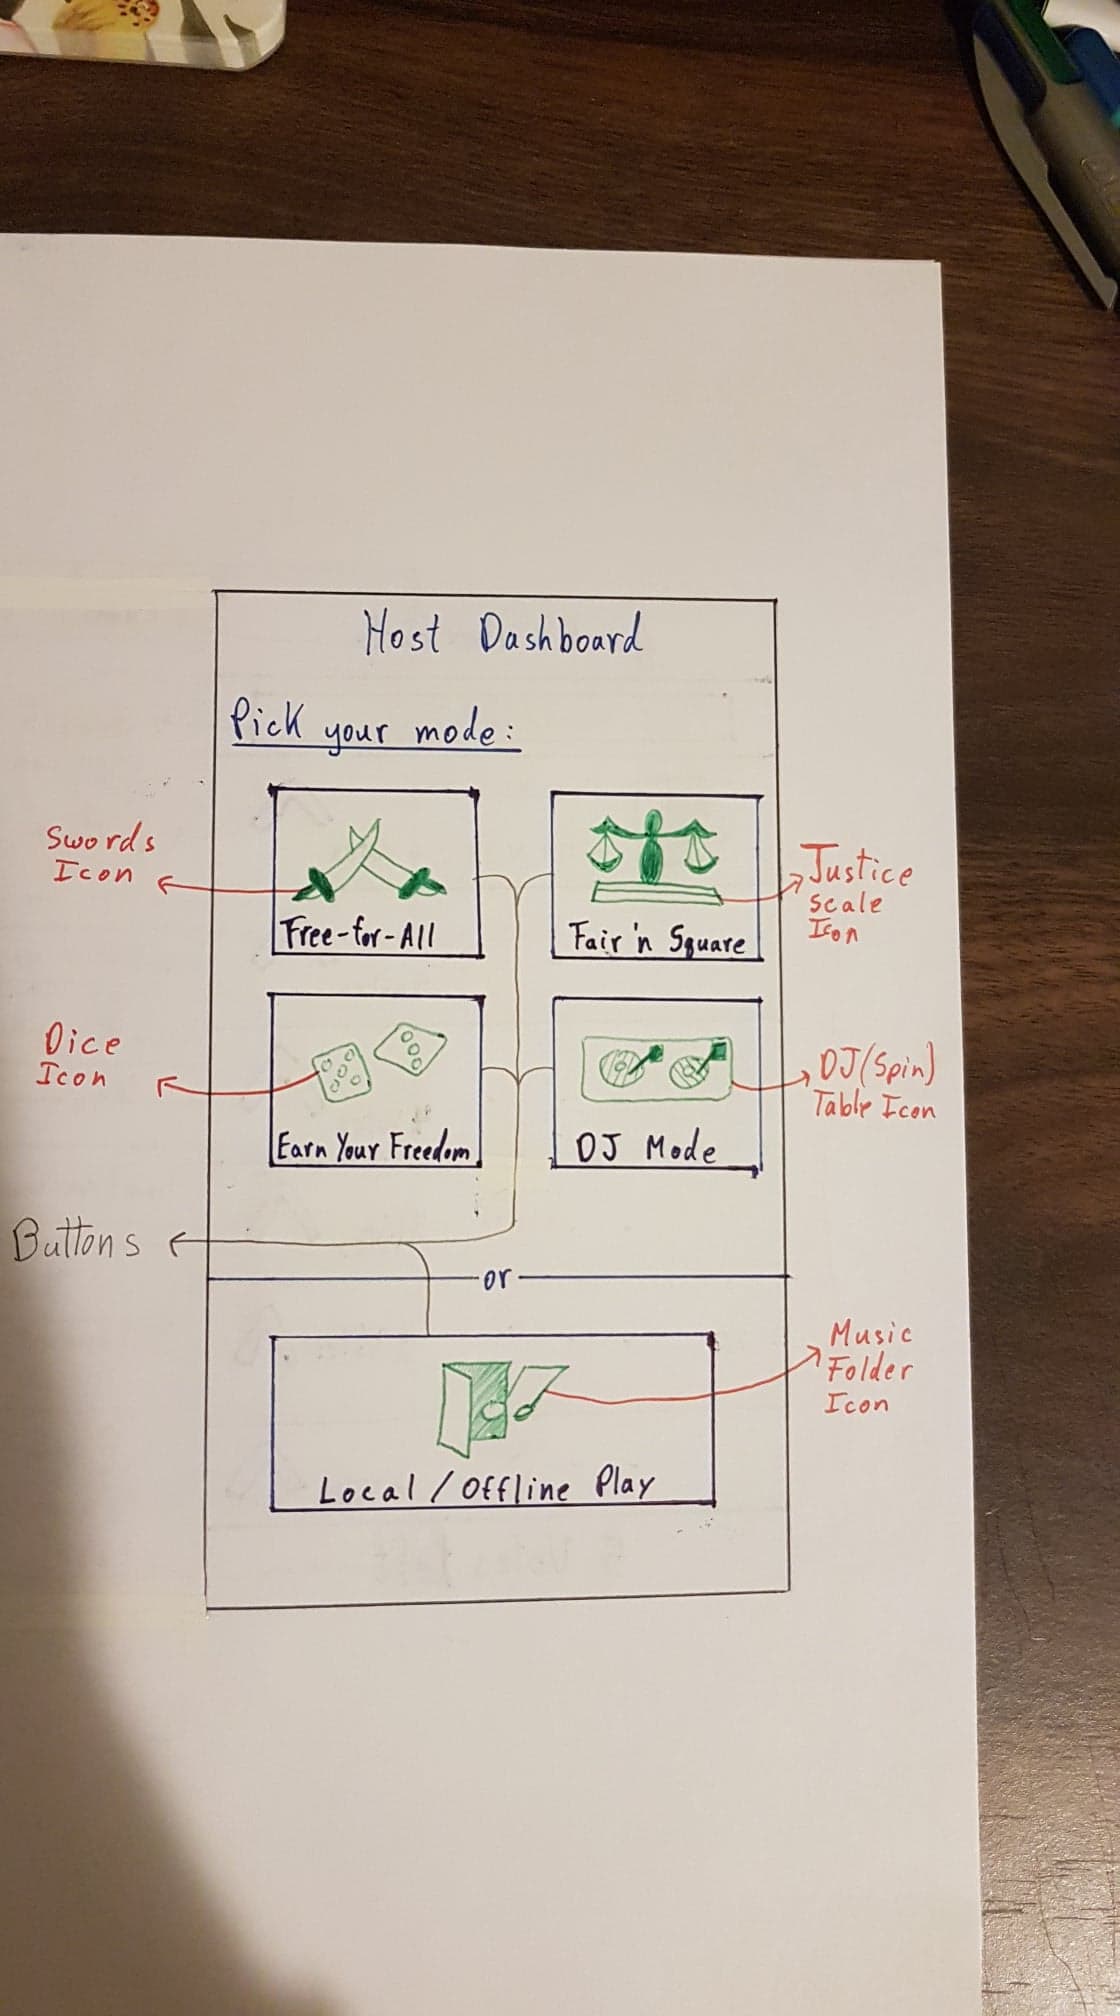 Host Dashboard
Pick your mode:
Swords
Icon
Free-for-All
Fair 'n Square
Justice
Scale
Icon
Dice
Icon
Earn Your Freedom
DJ Mode
DJ(Spin)
Table Icon
Buttons
or
Music
Folder
Icon
Local / Offline Play